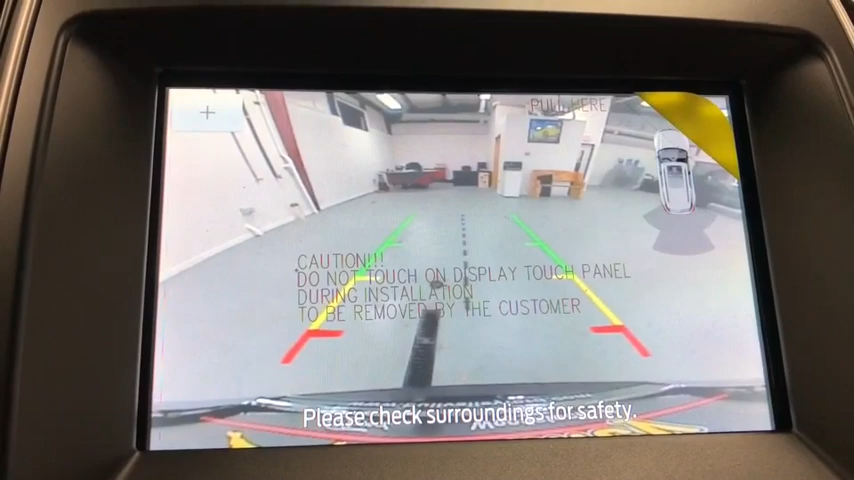 PULL HERE
CAUTION!!!
DO NOT TOUCH ON DISPLAY TOUCH PANEL
DURING INSTALLATION
TO BE REMOVED BY THE CUSTOMER
Please check surroundings for safety.